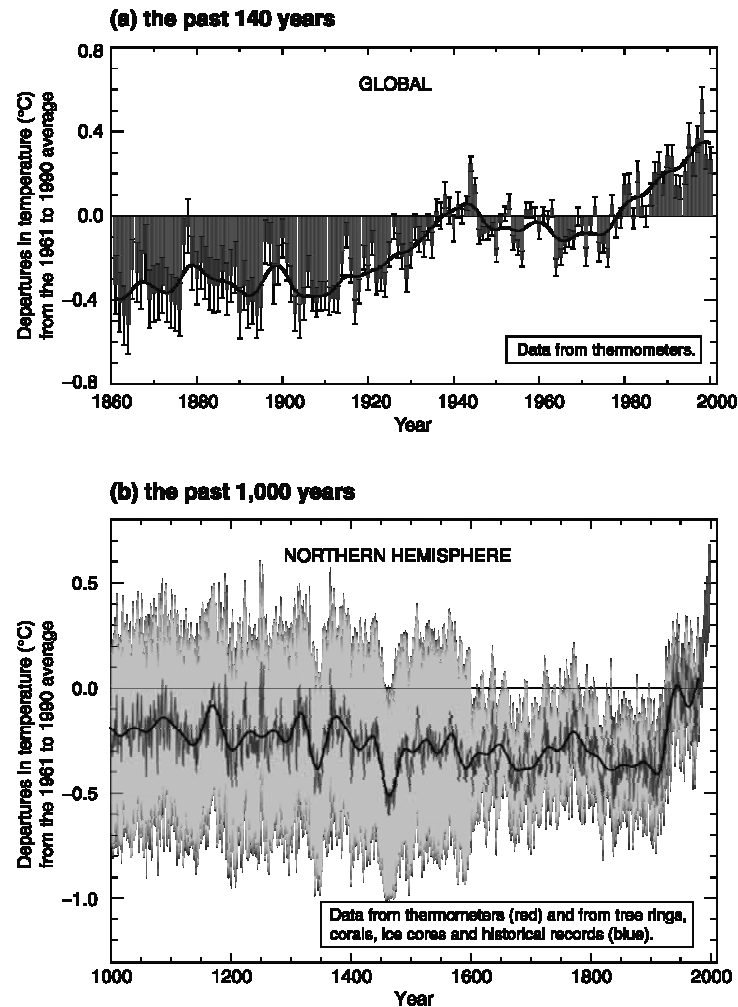 (a) the past 140 years
GLOBAL
Departures in temperature (°C)
from the 1961 to 1990 average
0.8
0.4
0.0
−0.4
−0.8
Data from thermometers.
1860 1880 1900 1920 1940 1960 1980 2000
Year
(b) the past 1,000 years
NORTHERN HEMISPHERE
Departures in temperature (°C)
from the 1961 to 1990 average
0.5
0.0
−0.5
−1.0
Data from thermometers (red) and from tree rings,
corals, ice cores and historical records (blue).
1000 1200 1400 1600 1800 2000
Year